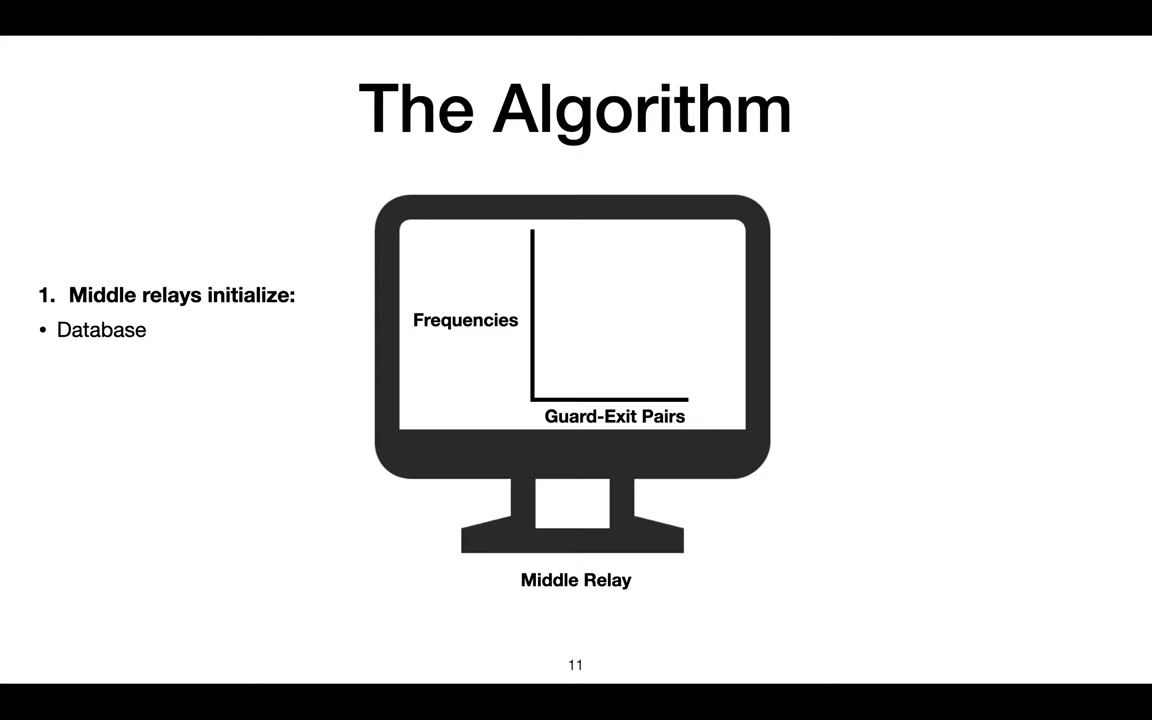 The Algorithm
1. Middle relays initialize:
• Database
Frequencies
Guard-Exit Pairs
Middle Relay
11